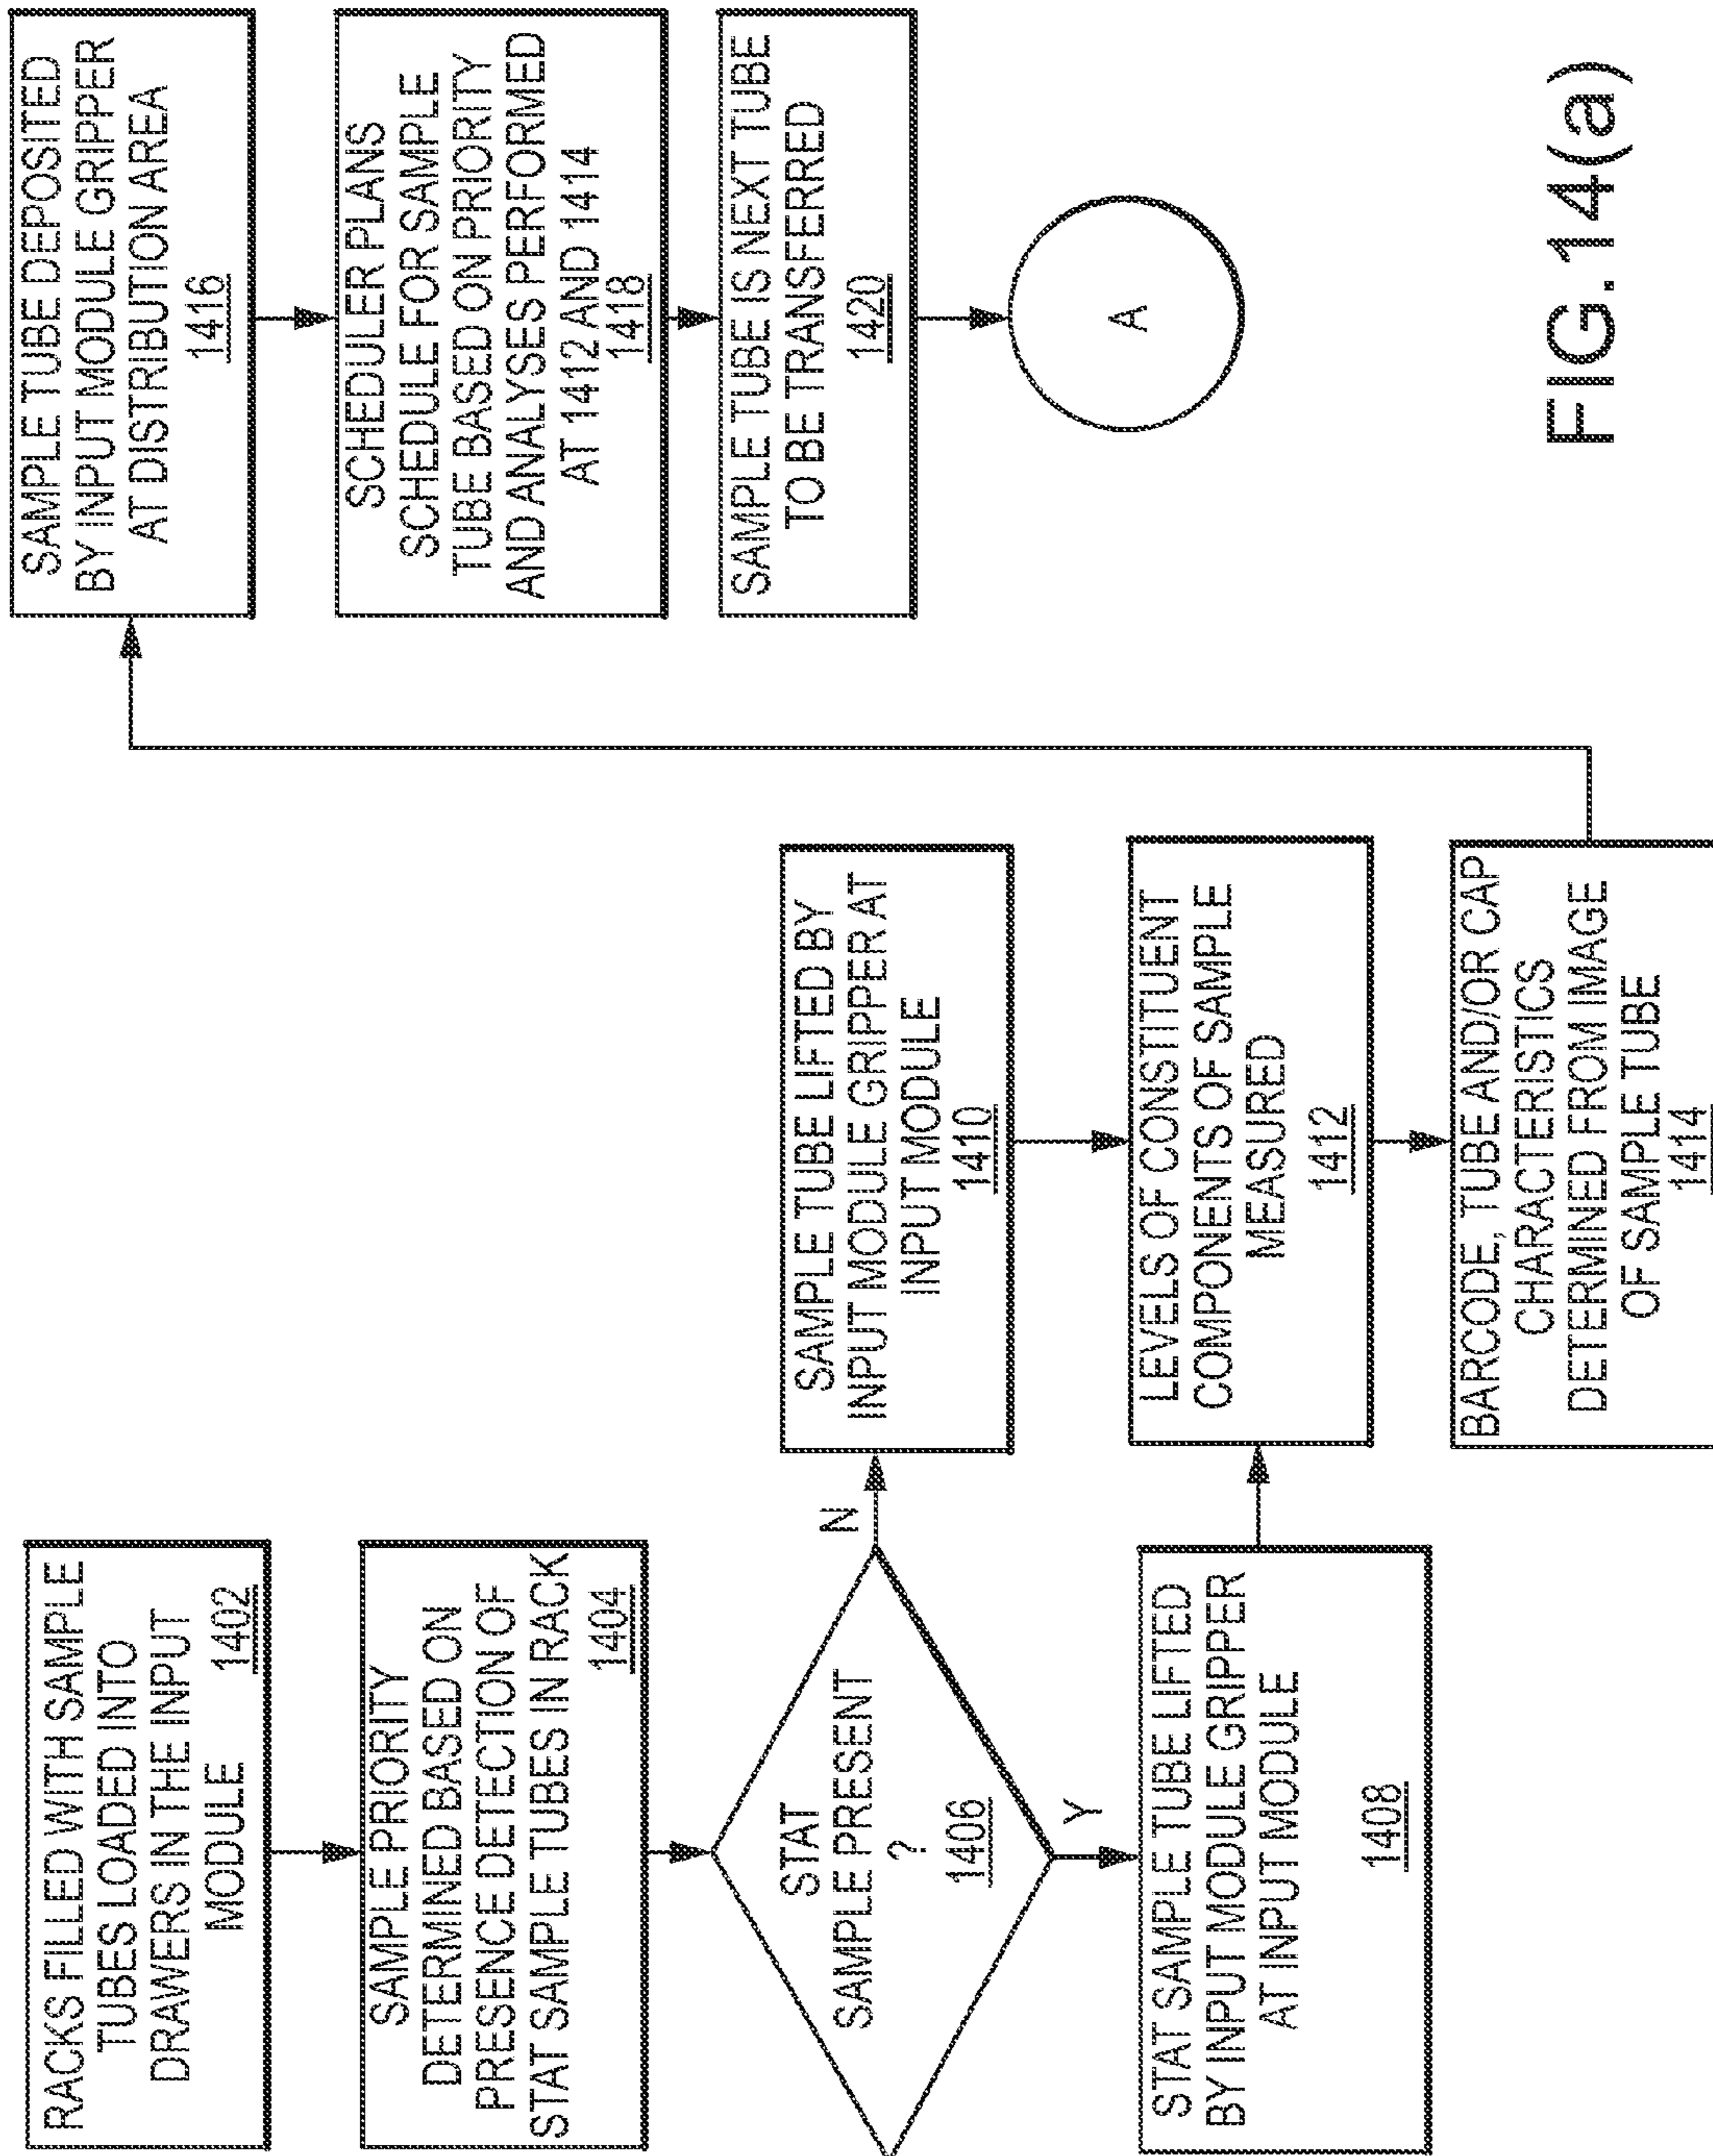 RACKS FILLED WITH SAMPLE
TUBES LOADED INTO
DRAWERS IN THE INPUT
MODULE 1402
SAMPLE PRIORITY
DETERMINED BASED ON
PRESENCE DETECTION OF
STAT SAMPLE TUBES IN RACK
1404
STAT
SAMPLE PRESENT
?
1406
N
Y
STAT SAMPLE TUBE LIFTED
BY INPUT MODULE GRIPPER
AT INPUT MODULE
1408
SAMPLE TUBE LIFTED BY
INPUT MODULE GRIPPER AT
INPUT MODULE
1410
LEVELS OF CONSTITUENT
COMPONENTS OF SAMPLE
MEASURED
1412
BARCODE, TUBE AND/OR CAP
CHARACTERISTICS
DETERMINED FROM IMAGE
OF SAMPLE TUBE
1414
SAMPLE TUBE DEPOSITED
BY INPUT MODULE GRIPPER
AT DISTRIBUTION AREA
1416
SCHEDULER PLANS
SCHEDULE FOR SAMPLE
TUBE BASED ON PRIORITY
AND ANALYSES PERFORMED
AT 1412 AND 1414
1418
SAMPLE TUBE IS NEXT TUBE
TO BE TRANSFERRED
1420
A
FIG. 14(a)